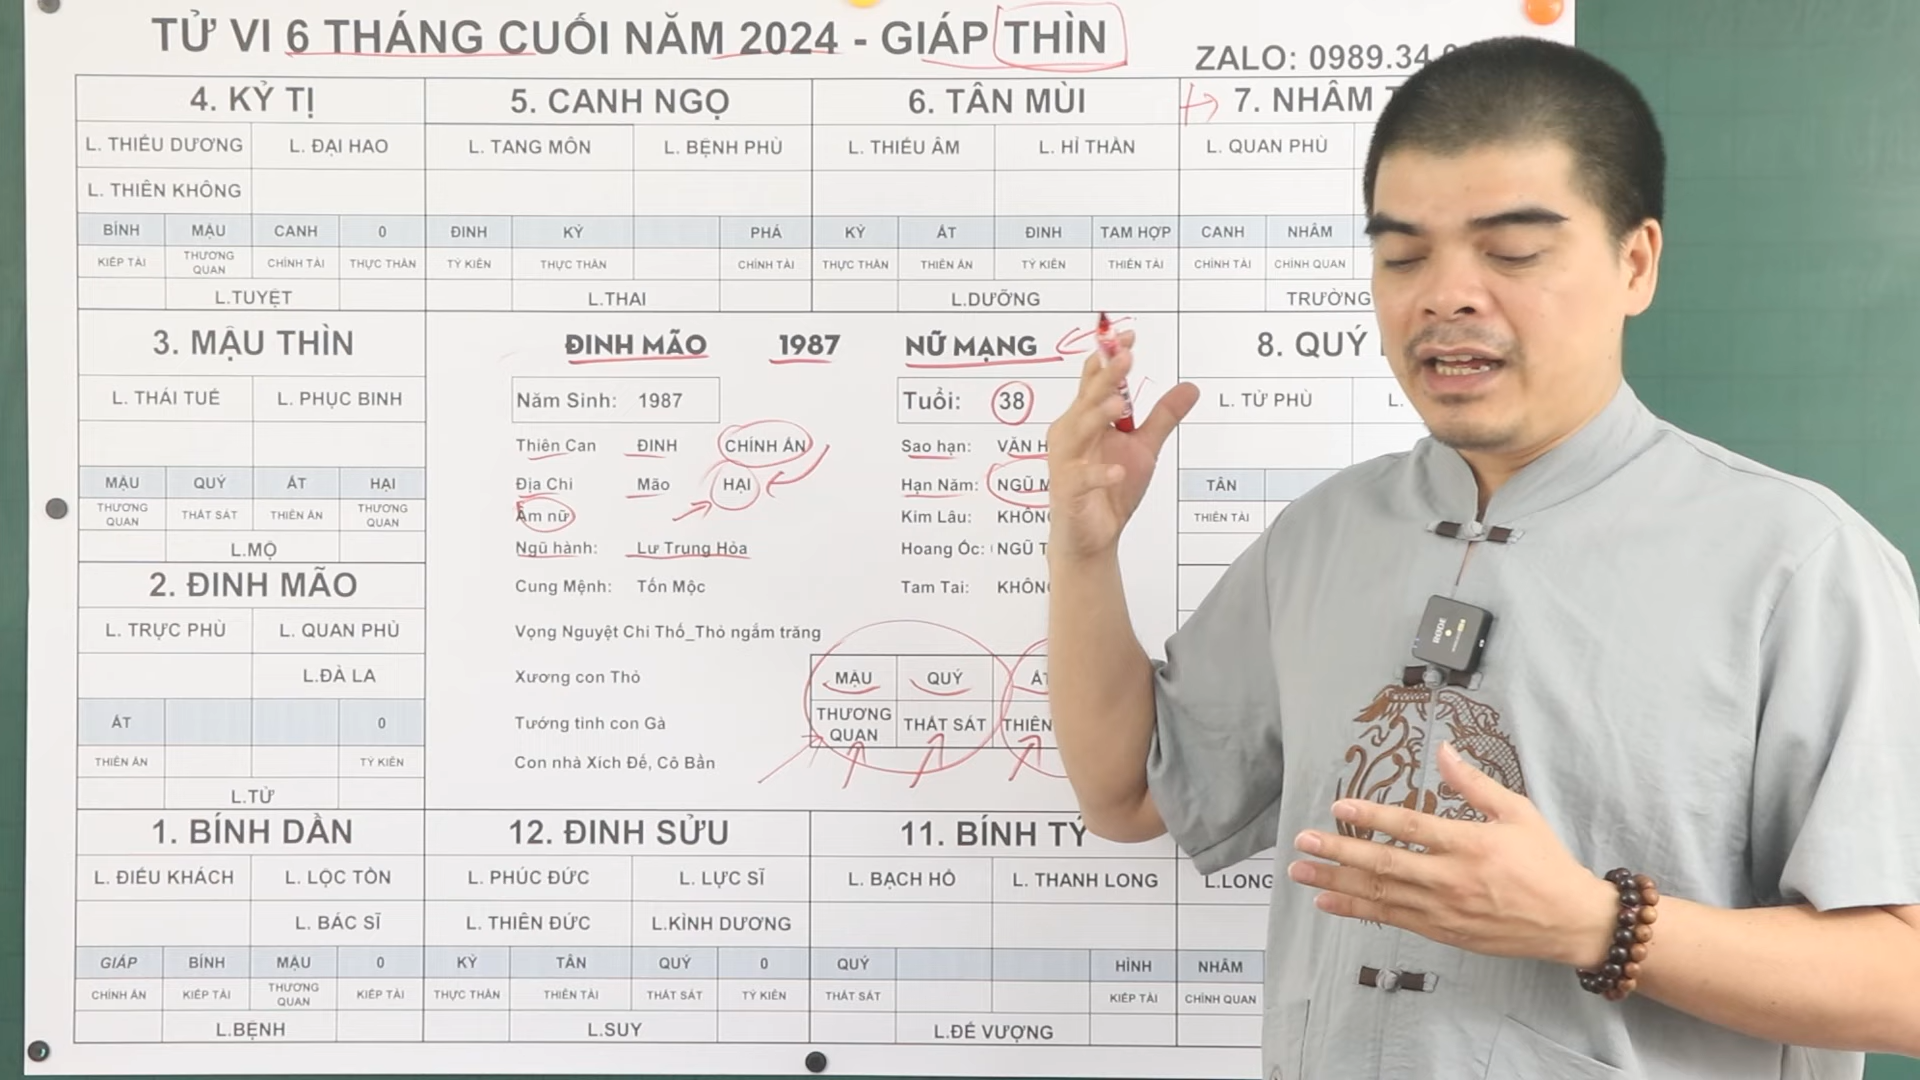 TỬ VI 6 THÁNG CUỐI NĂM 2024 - GIÁP THÌN
ZALO: 0989.34
4. KỶ TỊ
L. THIẾU DƯƠNG L. ĐẠI HAO
L. THIÊN KHÔNG
BÍNH MẬU CANH 0
KIẾP TÀI THƯƠNG QUAN CHÍNH TÀI THỰC THẦN
L.TUYỆT
5. CANH NGỌ
L. TANG MÔN L. BỆNH PHÙ
ĐINH KỶ PHÁ
TỶ KIÊN THỰC THẦN CHÍNH TÀI
L.THAI
6. TÂN MÙI
L. THIẾU ÂM L. HỈ THẦN
KỶ ẤT ĐINH TAM HỢP
THỰC THẦN THIÊN ẤN TỶ KIÊN THIÊN TÀI
L.DƯỠNG
7. NHÂM
L. QUAN PHÙ
CANH NHÂM
CHÍNH TÀI CHÍNH QUAN
TRƯỜNG
3. MẬU THÌN
L. THÁI TUẾ L. PHỤC BINH
MẬU QUÝ ẤT HẠI
THƯƠNG QUAN THẤT SÁT THIÊN ẤN THƯƠNG QUAN
L.MỘ
ĐINH MÃO 1987 NỮ MẠNG
Năm Sinh: 1987 Tuổi: 38
Thiên Can ĐINH CHÍNH ẤN Sao hạn: VÂN H
Địa Chi Mão HẠI Hạn Năm: NGŨ M
Âm nữ Kim Lâu: KHÔNG
Ngũ hành: Lư Trung Hỏa Hoang Ốc: NGŨ T
Cung Mệnh: Tốn Mộc Tam Tai: KHÔN
Vọng Nguyệt Chi Thố_Thỏ ngắm trăng
Xương con Thỏ
Tướng tinh con Gà
Con nhà Xích Đế, Cô Bần
MẬU QUÝ ẤT
THƯƠNG QUAN THẤT SÁT THIÊN
8. QUÝ
L. TỬ PHÙ L.
TÂN
THIÊN TÀI
2. ĐINH MÃO
L. TRỰC PHÙ L. QUAN PHÙ
L.ĐÀ LA
ẤT 0
THIÊN ẤN TỶ KIÊN
L.TỬ
1. BÍNH DẦN
L. ĐIẾU KHÁCH L. LỘC TỒN
L. BÁC SĨ
GIÁP BÍNH MẬU 0
CHÍNH ẤN KIẾP TÀI THƯƠNG QUAN KIẾP TÀI
L.BỆNH
12. ĐINH SỬU
L. PHÚC ĐỨC L. LỰC SĨ
L. THIÊN ĐỨC L.KÌNH DƯƠNG
KỶ TÂN QUÝ 0
THỰC THẦN THIÊN TÀI THẤT SÁT TỶ KIÊN
L.SUY
11. BÍNH TÝ
L. BẠCH HỔ L. THANH LONG
QUÝ HÌNH
THẤT SÁT KIẾP TÀI
L.ĐẾ VƯỢNG
L.LONG
NHÂM
CHÍNH QUAN
RODE